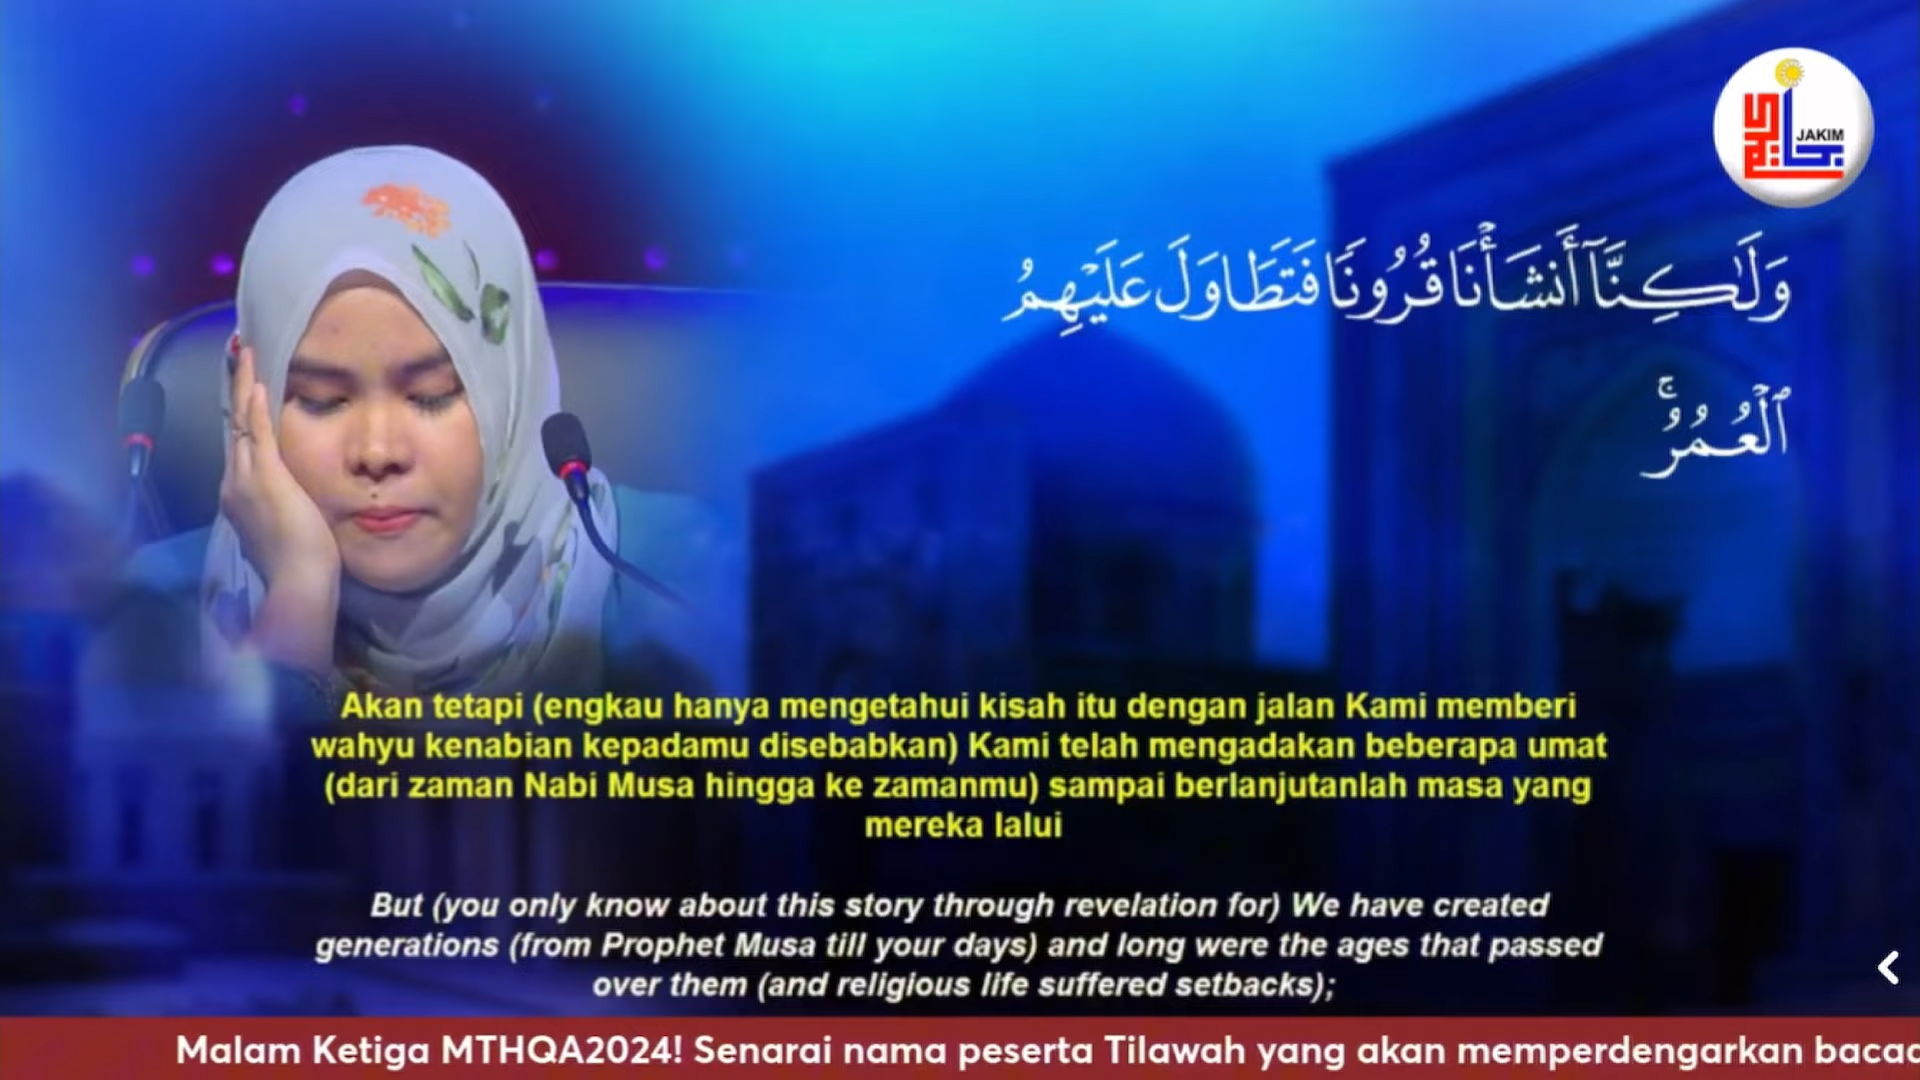 JAKIM
وَلَٰكِنَّآ أَنشَأْنَا قُرُونًا فَتَطَاوَلَ عَلَيْهِمُ
ٱلْعُمُرُ ۚ
Akan tetapi (engkau hanya mengetahui kisah itu dengan jalan Kami memberi
wahyu kenabian kepadamu disebabkan) Kami telah mengadakan beberapa umat
(dari zaman Nabi Musa hingga ke zamanmu) sampai berlanjutanlah masa yang
mereka lalui
But (you only know about this story through revelation for) We have created
generations (from Prophet Musa till your days) and long were the ages that passed
over them (and religious life suffered setbacks);
Malam Ketiga MTHQA2024! Senarai nama peserta Tilawah yang akan memperdengarkan